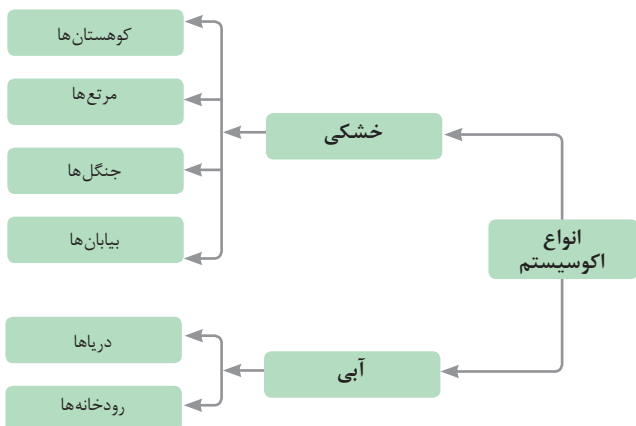 انواع
اکوسیستم
خشکی
کوهستان‌ها
مرتع‌ها
جنگل‌ها
بیابان‌ها
آبی
دریاها
رودخانه‌ها